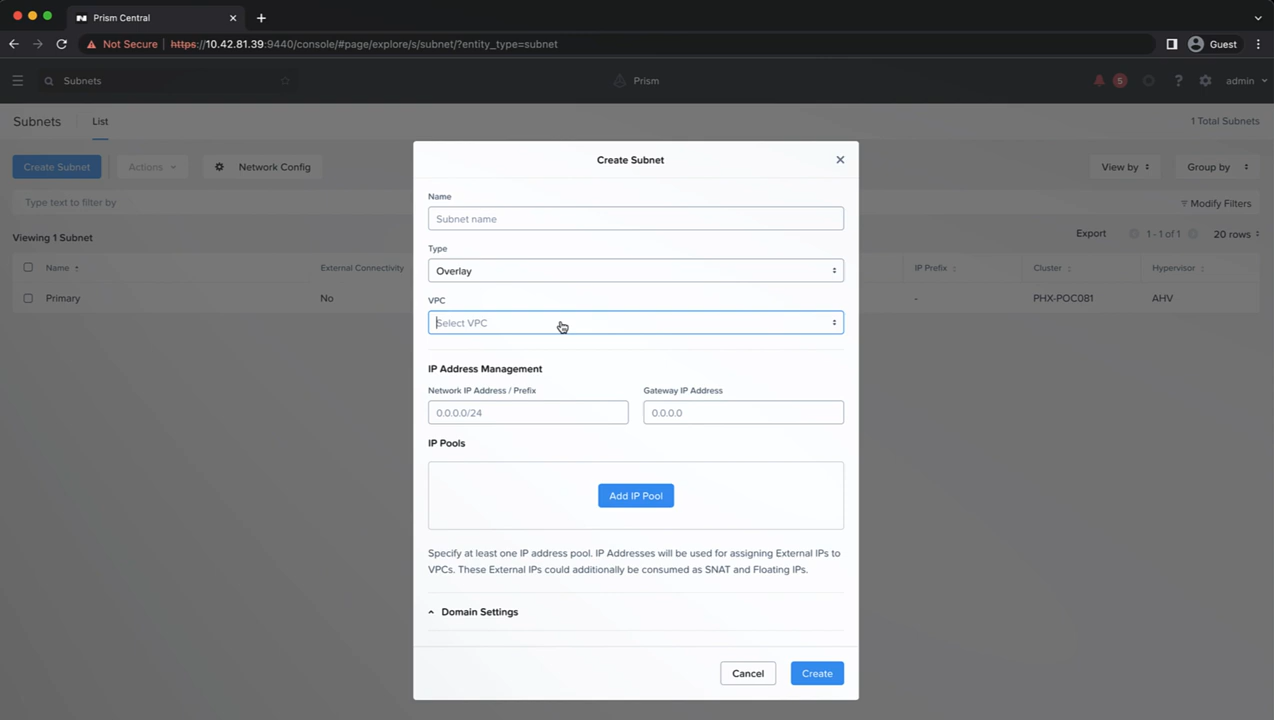 Prism Central
Not Secure
https://10.42.81.39:9440/console/#page/explore/s/subnet/?entity_type=subnet
Guest
Subnets
Prism
5
?
admin
Subnets
List
1 Total Subnets
Create Subnet
Actions
Network Config
View by
Group by
Type text to filter by
Modify Filters
Viewing 1 Subnet
Export
1 - 1 of 1
20 rows
Name
External Connectivity
IP Prefix
Cluster
Hypervisor
Primary
No
-
PHX-POC081
AHV
Create Subnet
Name
Subnet name
Type
Overlay
VPC
Select VPC
IP Address Management
Network IP Address / Prefix
Gateway IP Address
0.0.0.0/24
0.0.0.0
IP Pools
Add IP Pool
Specify at least one IP address pool. IP Addresses will be used for assigning External IPs to
VPCs. These External IPs could additionally be consumed as SNAT and Floating IPs.
Domain Settings
Cancel
Create